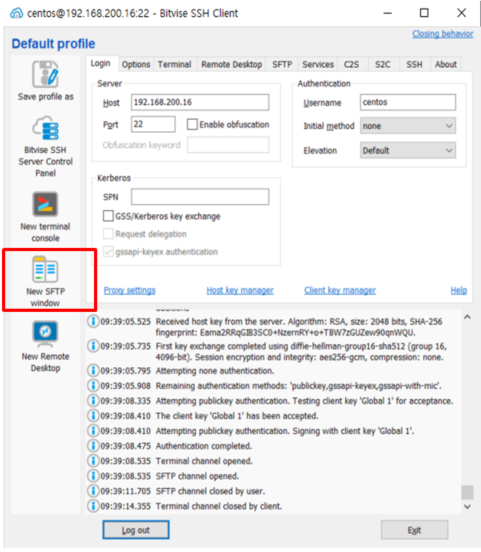 centos@192.168.200.16:22 - Bitvise SSH Client
Default profile
Closing behavior
Save profile as
Bitvise SSH
Server Control
Panel
New terminal
console
New SFTP
window
New Remote
Desktop
Login Options Terminal Remote Desktop SFTP Services C2S S2C SSH About
Server
Host 192.168.200.16
Port 22 Enable obfuscation
Obfuscation keyword
Authentication
Username centos
Initial method none
Elevation Default
Kerberos
SPN
GSS/Kerberos key exchange
Request delegation
gssapi-keyex authentication
Proxy settings Host key manager Client key manager Help
09:39:05.525 Received host key from the server. Algorithm: RSA, size: 2048 bits, SHA-256
fingerprint: Eama2RRqGIB3SC0+NzemRY+o+TBW7zGUZew90qnWQU.
09:39:05.735 First key exchange completed using diffie-hellman-group16-sha512 (group 16,
4096-bit). Session encryption and integrity: aes256-gcm, compression: none.
09:39:05.795 Attempting none authentication.
09:39:05.908 Remaining authentication methods: 'publickey,gssapi-keyex,gssapi-with-mic'.
09:39:08.335 Attempting publickey authentication. Testing client key 'Global 1' for acceptance.
09:39:08.410 The client key 'Global 1' has been accepted.
09:39:08.410 Attempting publickey authentication. Signing with client key 'Global 1'.
09:39:08.475 Authentication completed.
09:39:08.535 Terminal channel opened.
09:39:08.535 SFTP channel opened.
09:39:11.705 SFTP channel closed by user.
09:39:14.355 Terminal channel closed by client.
Log out Exit